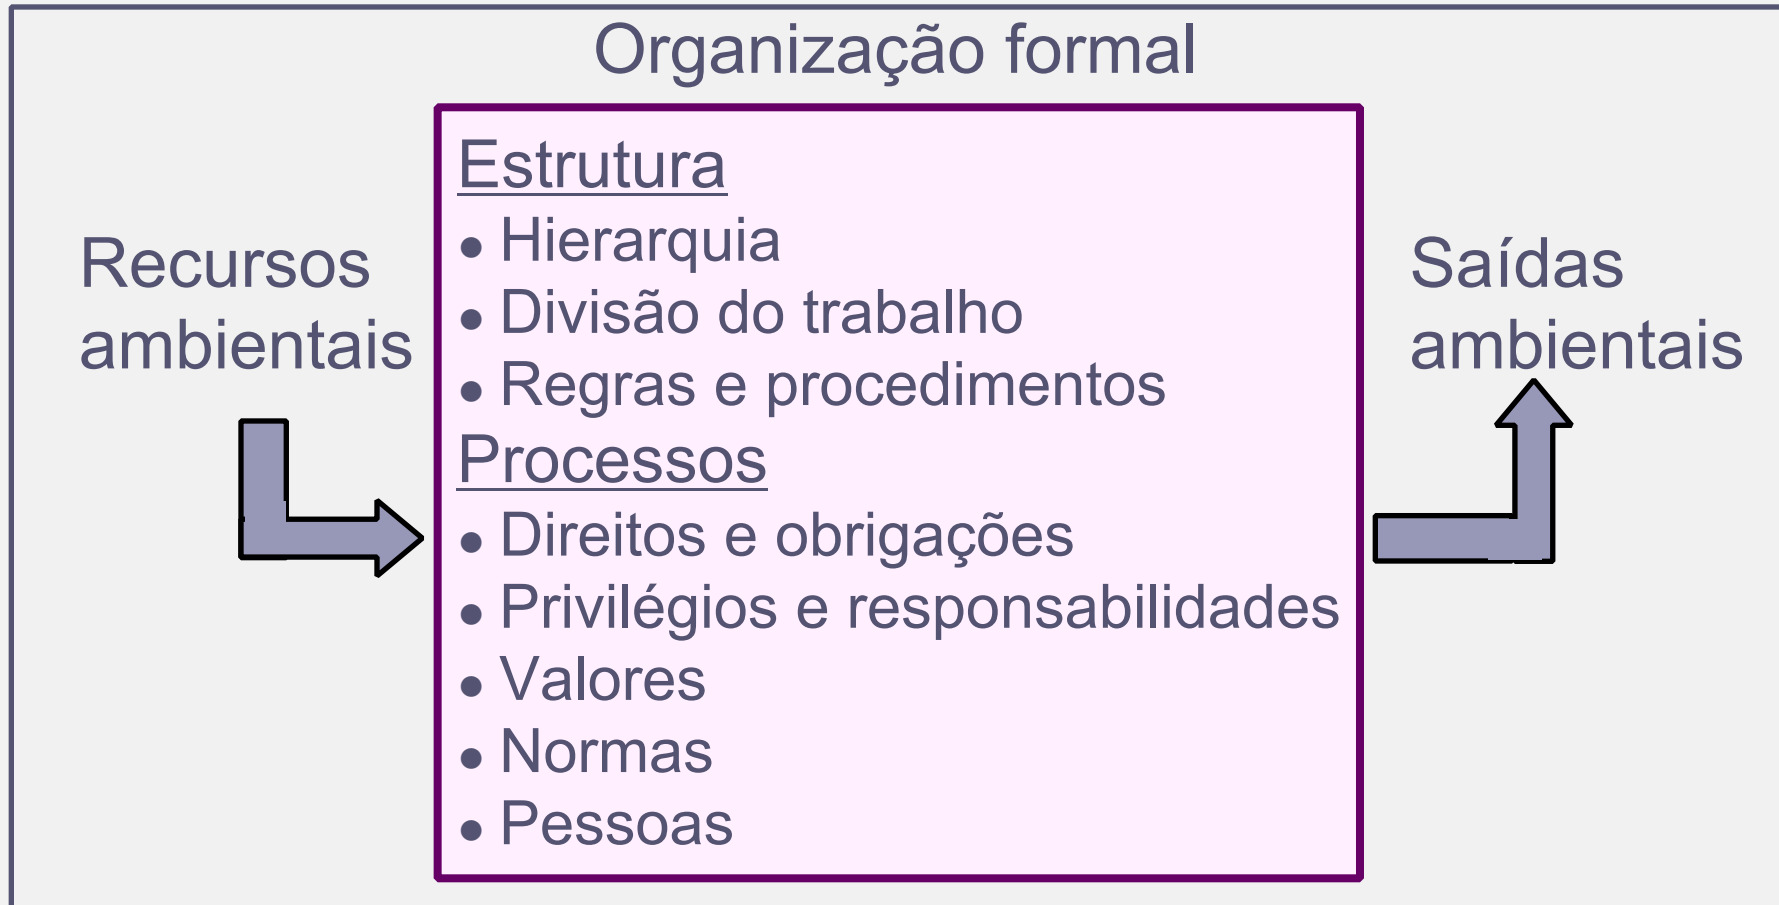 Organização formal
Recursos
ambientais
Estrutura
● Hierarquia
● Divisão do trabalho
● Regras e procedimentos
Processos
● Direitos e obrigações
● Privilégios e responsabilidades
● Valores
● Normas
● Pessoas
Saídas
ambientais